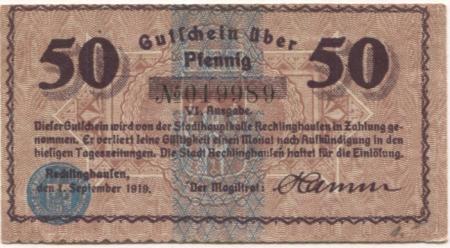 50 Gutschein über 50
Pfennig
No 019989
VI. Ausgabe.
Dieser Gutschein wird von der Stadthauptkasse Recklinghausen in Zahlung ge-
nommen. Er verliert seine Gültigkeit einen Monat nach Aufkündigung in den
hiesigen Tageszeitungen. Die Stadt Recklinghausen haftet für die Einlösung.
Recklinghausen,
den 1. September 1919. Der Magistrat: Hamm